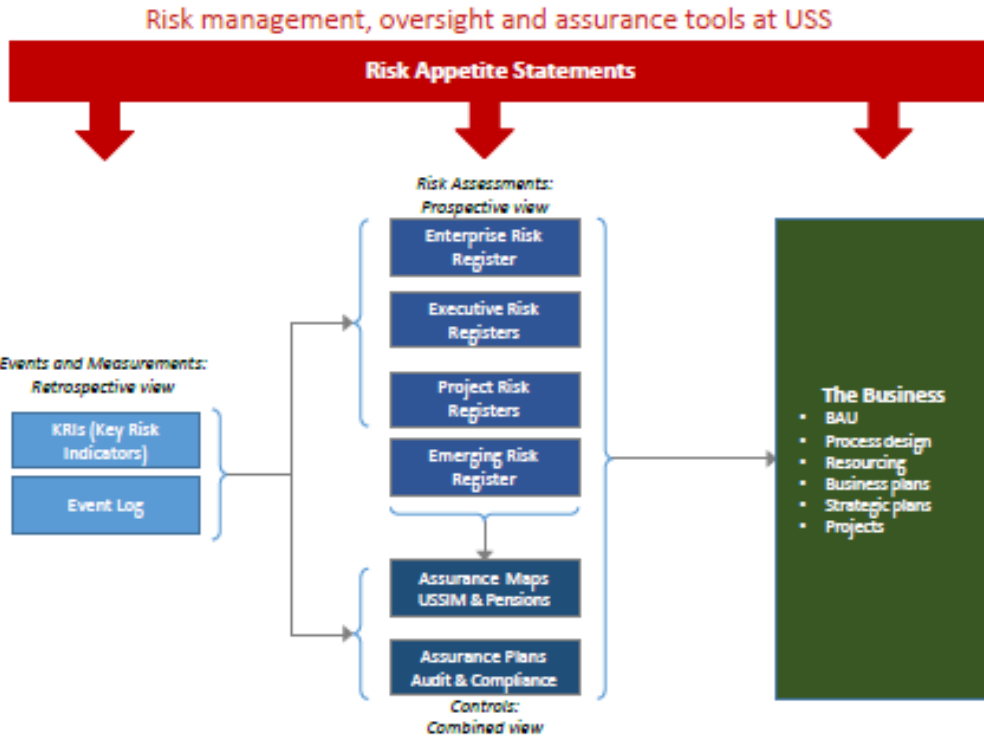 Risk management, oversight and assurance tools at USS
Risk Appetite Statements
Risk Assessments:
Prospective view
Enterprise Risk
Register
Executive Risk
Registers
Project Risk
Registers
Emerging Risk
Register
Events and Measurements:
Retrospective view
KRIs (Key Risk
Indicators)
Event Log
Assurance Maps
USSIM & Pensions
Assurance Plans
Audit & Compliance
Controls:
Combined view
The Business
• BAU
• Process design
• Resourcing
• Business plans
• Strategic plans
• Projects